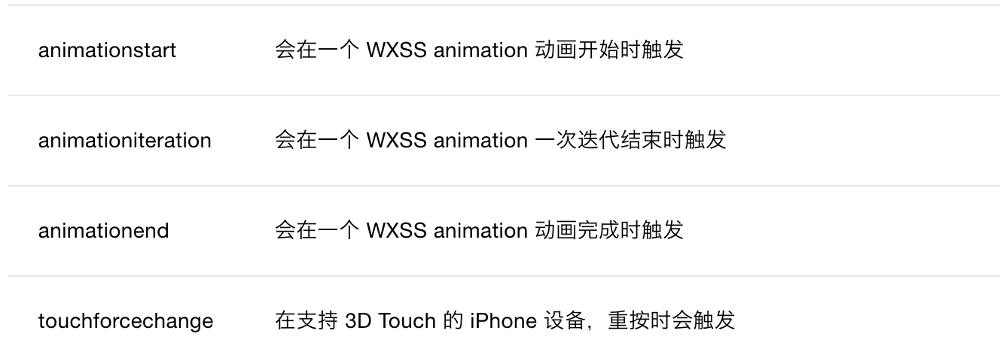 animationstart 会在一个 WXSS animation 动画开始时触发
animationiteration 会在一个 WXSS animation 一次迭代结束时触发
animationend 会在一个 WXSS animation 动画完成时触发
touchforcechange 在支持 3D Touch 的 iPhone 设备，重按时会触发